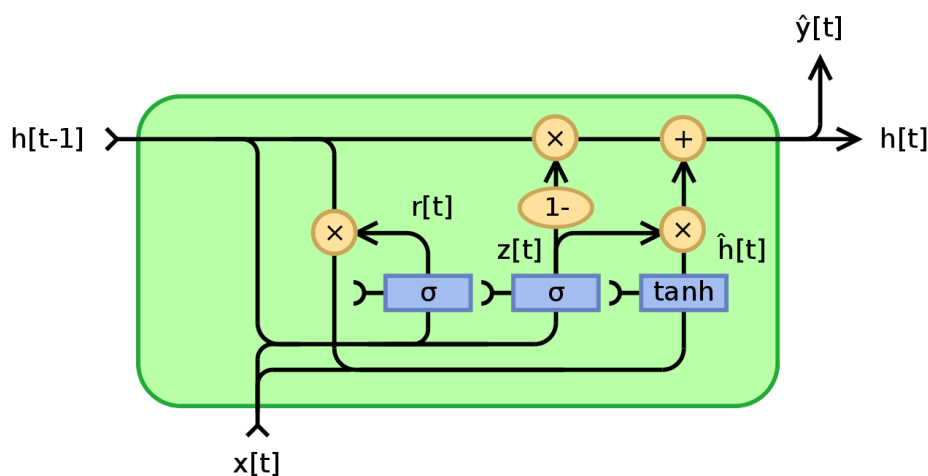 ŷ[t]
h[t-1]
×
+
h[t]
r[t]
1-
×
×
z[t]
ĥ[t]
σ
σ
tanh
x[t]